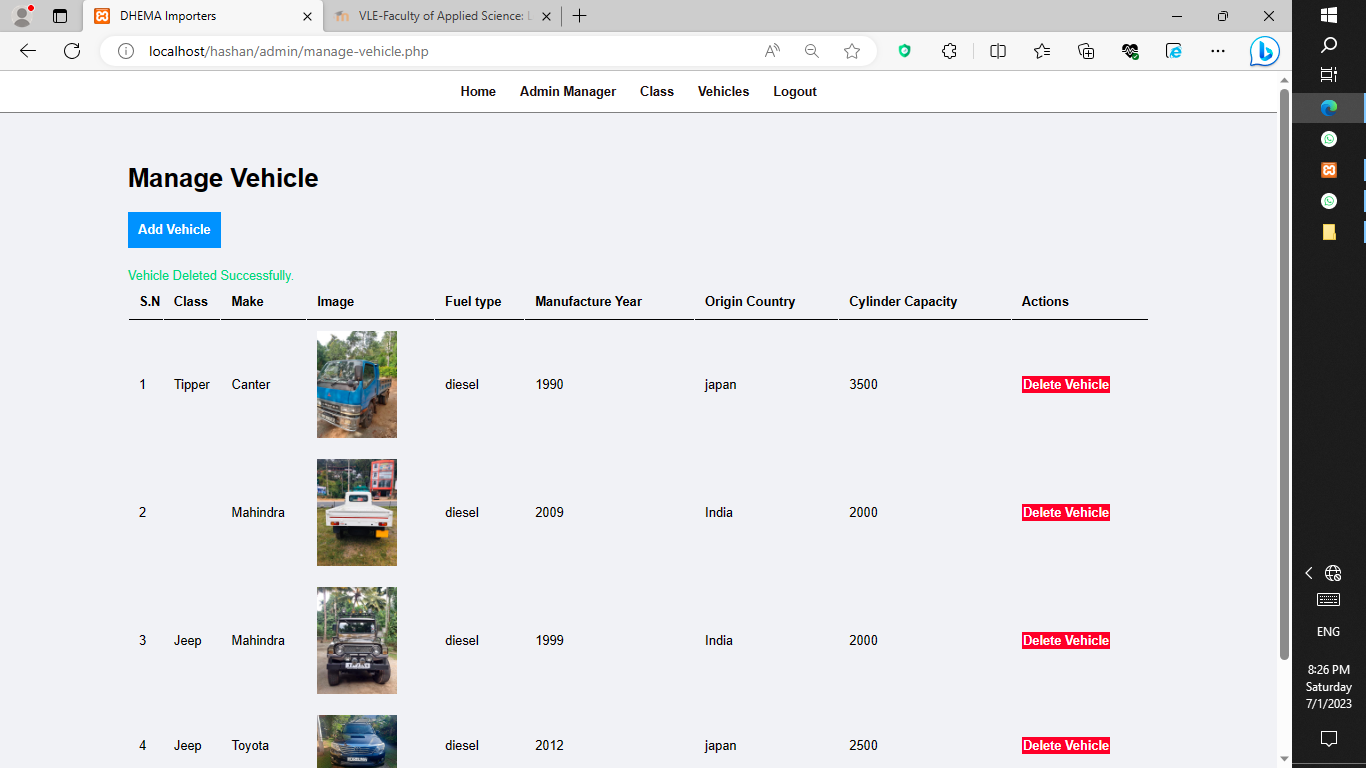 DHEMA Importers
VLE-Faculty of Applied Science:
localhost/hashan/admin/manage-vehicle.php
Home Admin Manager Class Vehicles Logout
Manage Vehicle
Add Vehicle
Vehicle Deleted Successfully.
S.N Class Make Image Fuel type Manufacture Year Origin Country Cylinder Capacity Actions
1 Tipper Canter diesel 1990 japan 3500 Delete Vehicle
2 Mahindra diesel 2009 India 2000 Delete Vehicle
3 Jeep Mahindra diesel 1999 India 2000 Delete Vehicle
4 Jeep Toyota diesel 2012 japan 2500 Delete Vehicle
ENG
8:26 PM
Saturday
7/1/2023